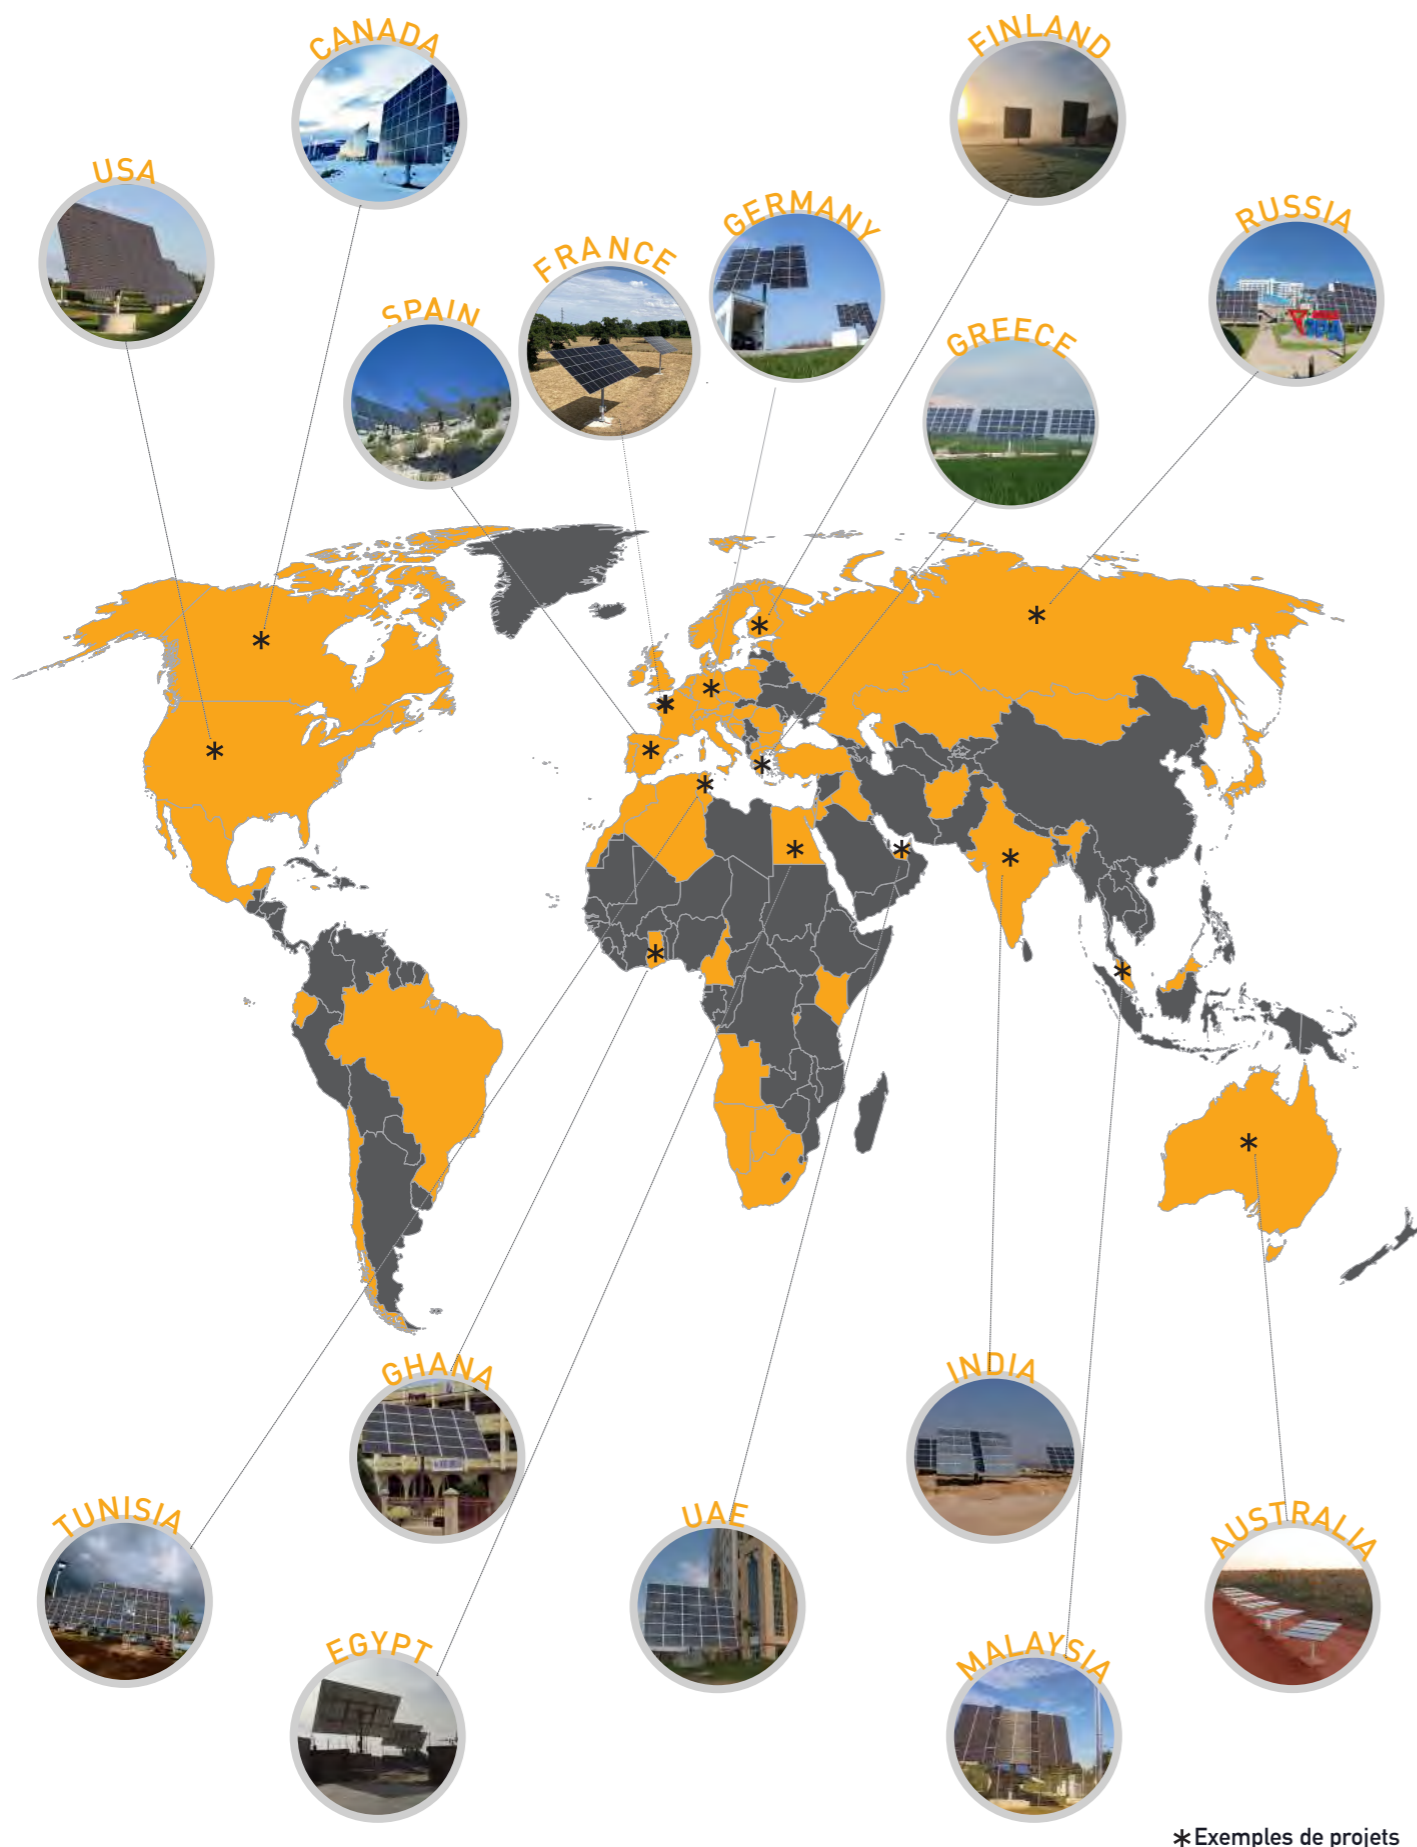 CANADA
FINLAND
USA
GERMANY
RUSSIA
FRANCE
SPAIN
GREECE
GHANA
INDIA
TUNISIA
UAE
AUSTRALIA
EGYPT
MALAYSIA
*Exemples de projets